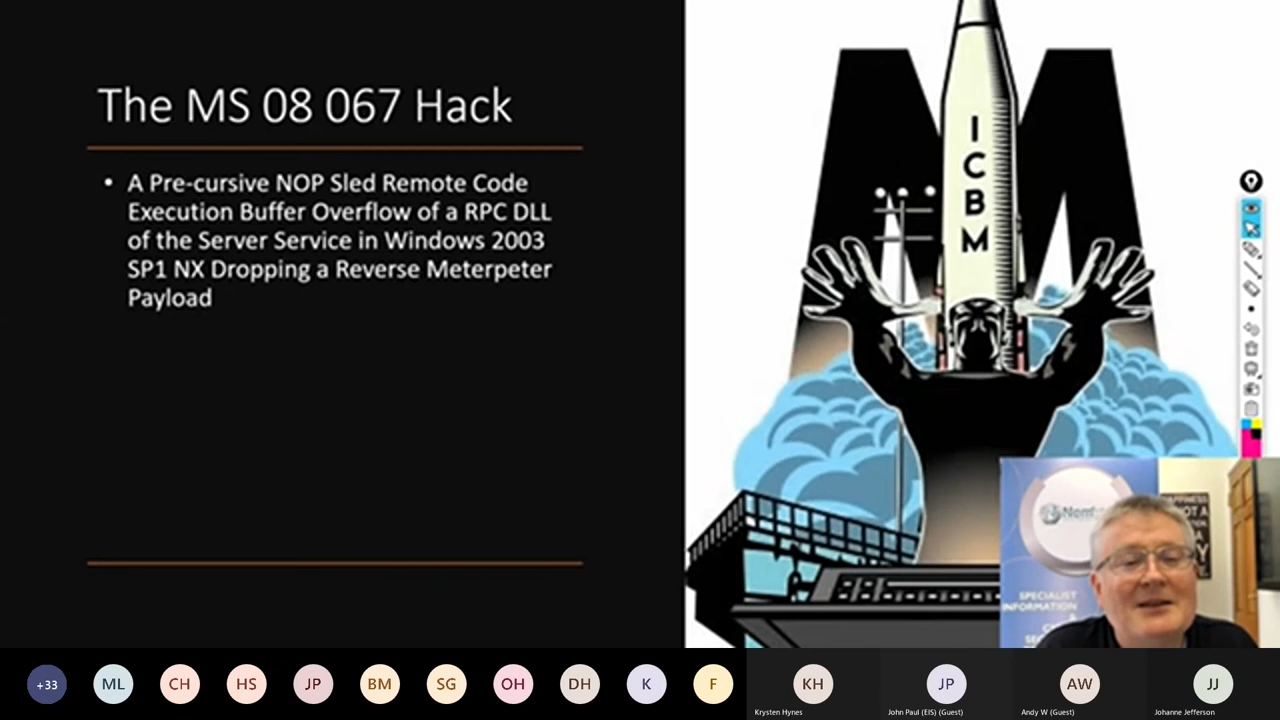 The MS 08 067 Hack
• A Pre-cursive NOP Sled Remote Code
Execution Buffer Overflow of a RPC DLL
of the Server Service in Windows 2003
SP1 NX Dropping a Reverse Meterpeter
Payload
I
C
B
M
SPECIALIST
INFORMATION
+33
ML
CH
HS
JP
BM
SG
OH
DH
K
F
KH
JP
AW
JJ
Krysten Hynes
John Paul (EIS) (Guest)
Andy W (Guest)
Johanne Jefferson